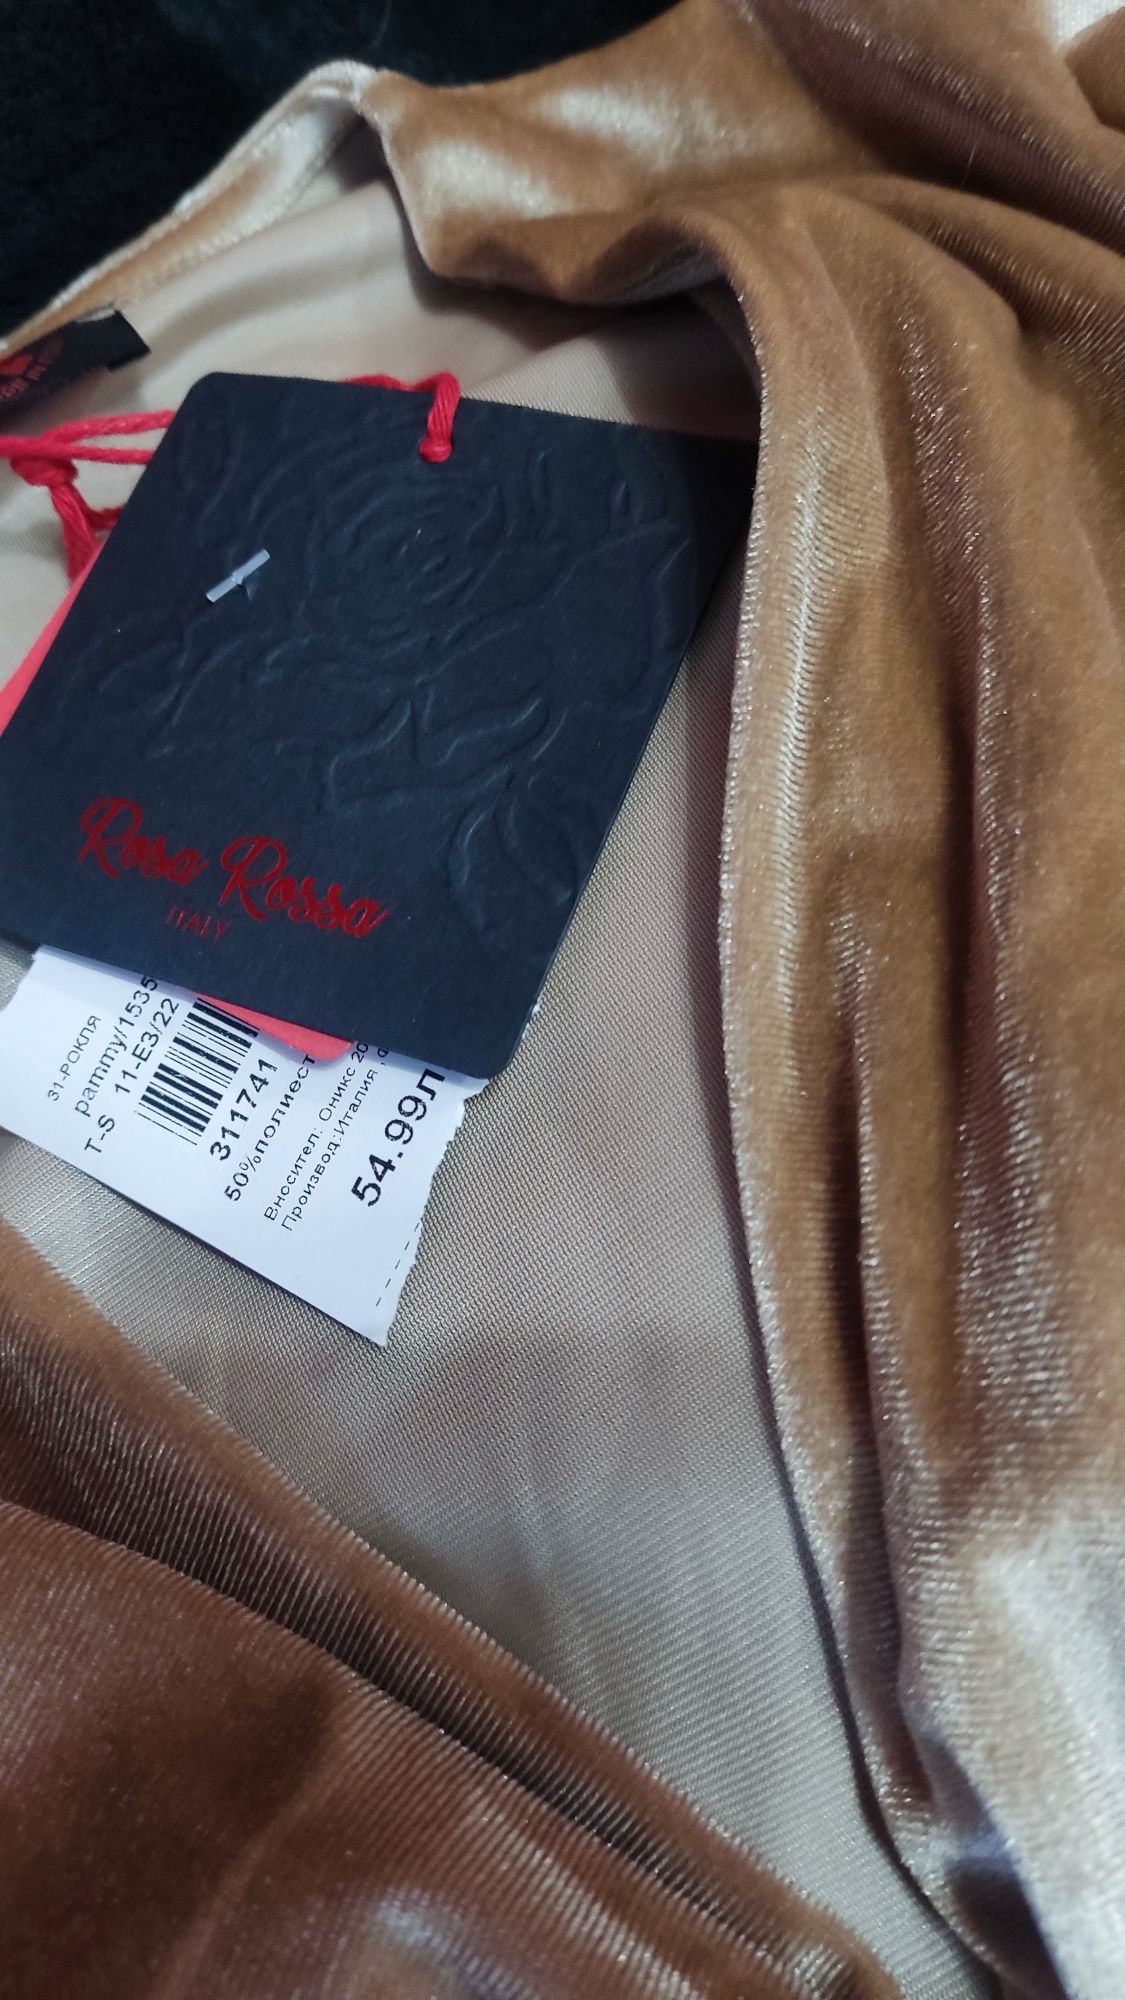 Rosa Rossa
ITALY
31-РОКЛЯ
pammy/1535
T-S 11-E3/22
311741
50%полиест
Вносител: Оникс 20
Производ:Италия,
54.99л